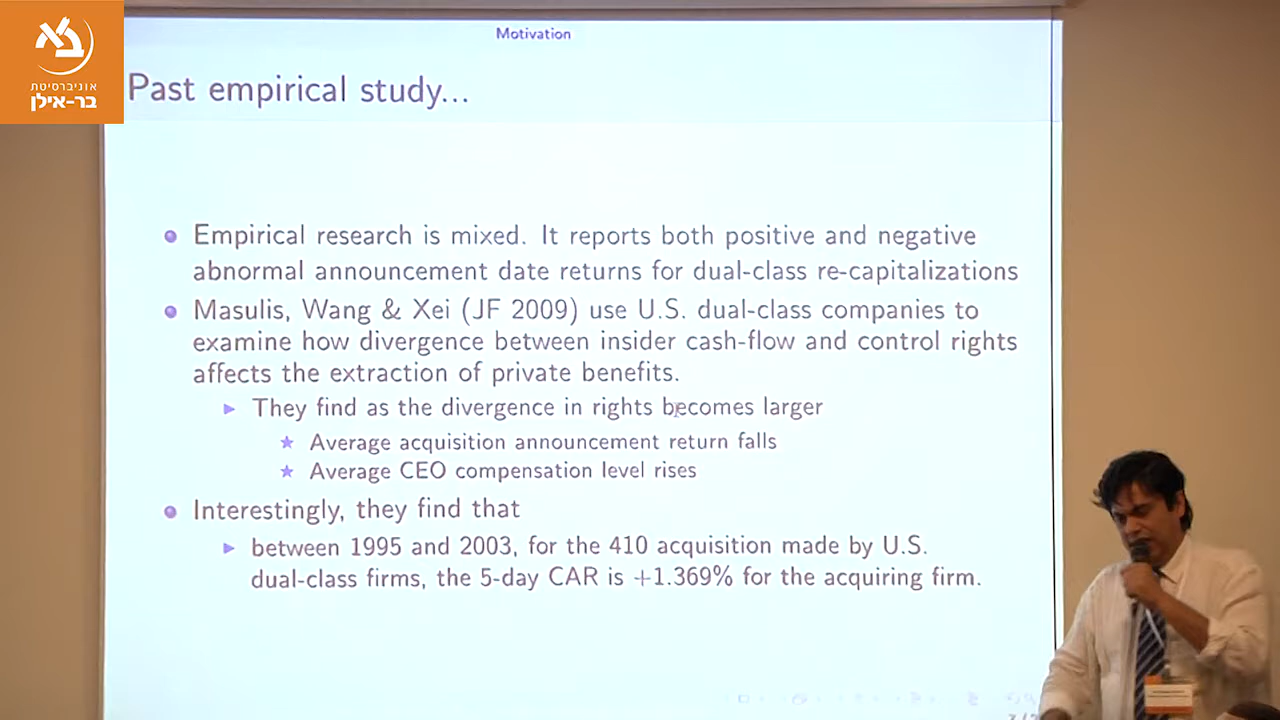 אוניברסיטת
בר-אילן
Motivation
Past empirical study...
Empirical research is mixed. It reports both positive and negative
abnormal announcement date returns for dual-class re-capitalizations
Masulis, Wang & Xei (JF 2009) use U.S. dual-class companies to
examine how divergence between insider cash-flow and control rights
affects the extraction of private benefits.
They find as the divergence in rights becomes larger
Average acquisition announcement return falls
Average CEO compensation level rises
Interestingly, they find that
between 1995 and 2003, for the 410 acquisition made by U.S.
dual-class firms, the 5-day CAR is +1.369% for the acquiring firm.